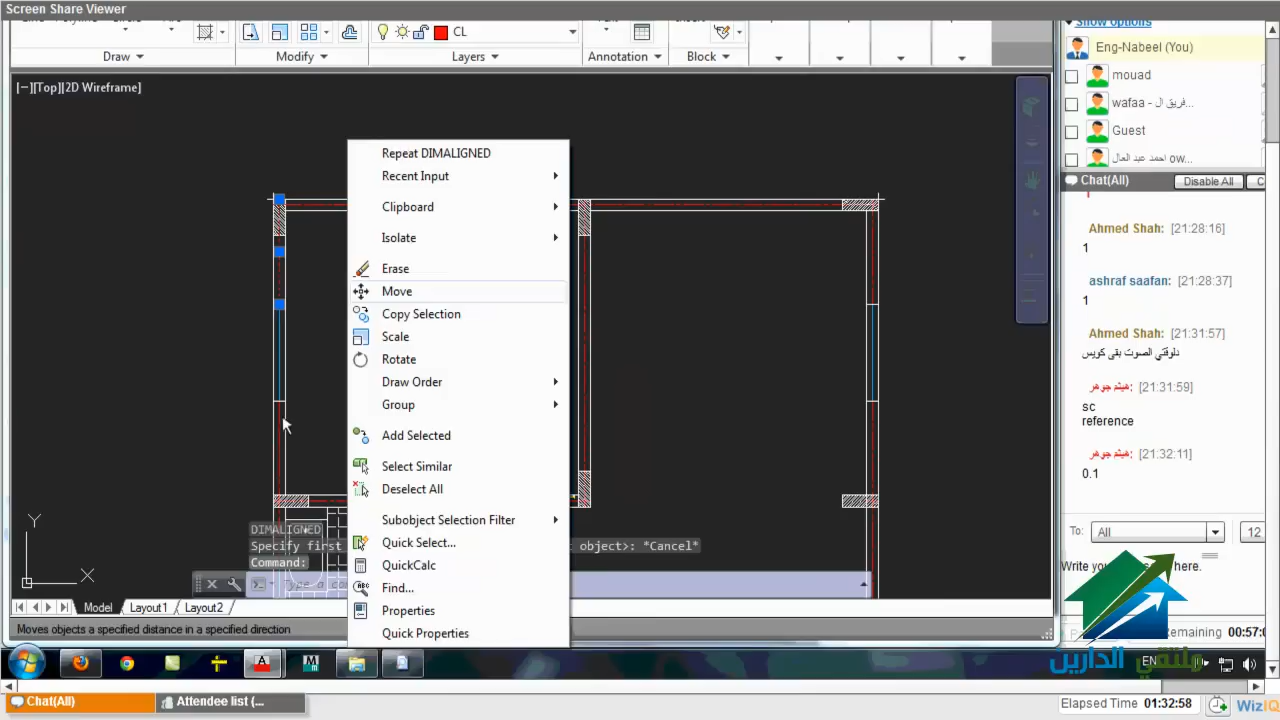 Screen Share Viewer
Draw
Modify
CL
Layers
Annotation
Block
[−][Top][2D Wireframe]
Repeat DIMALIGNED
Recent Input
Clipboard
Isolate
Erase
Move
Copy Selection
Scale
Rotate
Draw Order
Group
Add Selected
Select Similar
Deselect All
Subobject Selection Filter
Quick Select...
QuickCalc
Find...
Properties
Quick Properties
Y
X
DIMALIGNED
Specify first
t object>: *Cancel*
Command:
Model
Layout1
Layout2
Moves objects a specified distance in a specified direction
Show options
Eng-Nabeel (You)
mouad
wafaa - فريق ال...
Guest
احمد عبد العال ow...
Chat(All)
Disable All
Ahmed Shah: [21:28:16]
1
ashraf saafan: [21:28:37]
1
Ahmed Shah: [21:31:57]
دلوقتي الصوت بقى كويس
هيثم جوهر: [21:31:59]
sc
reference
هيثم جوهر: [21:32:11]
0.1
To:
All
12
Write you
here.
Remaining 00:57:0
ملتقي الدارين
EN
Chat(All)
Attendee list (...
Elapsed Time 01:32:58
WizIQ